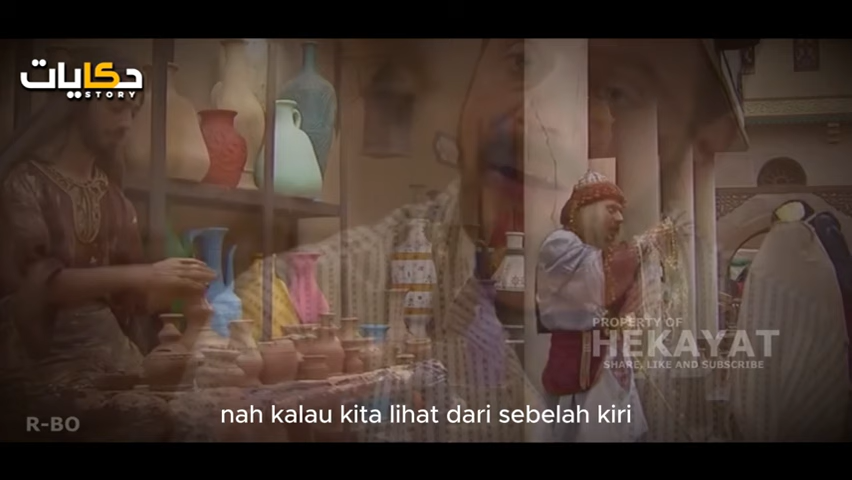 حكايات
STORY
PROPERTY OF
HEKAYAT
SHARE, LIKE AND SUBSCRIBE
nah kalau kita lihat dari sebelah kiri
R-BO